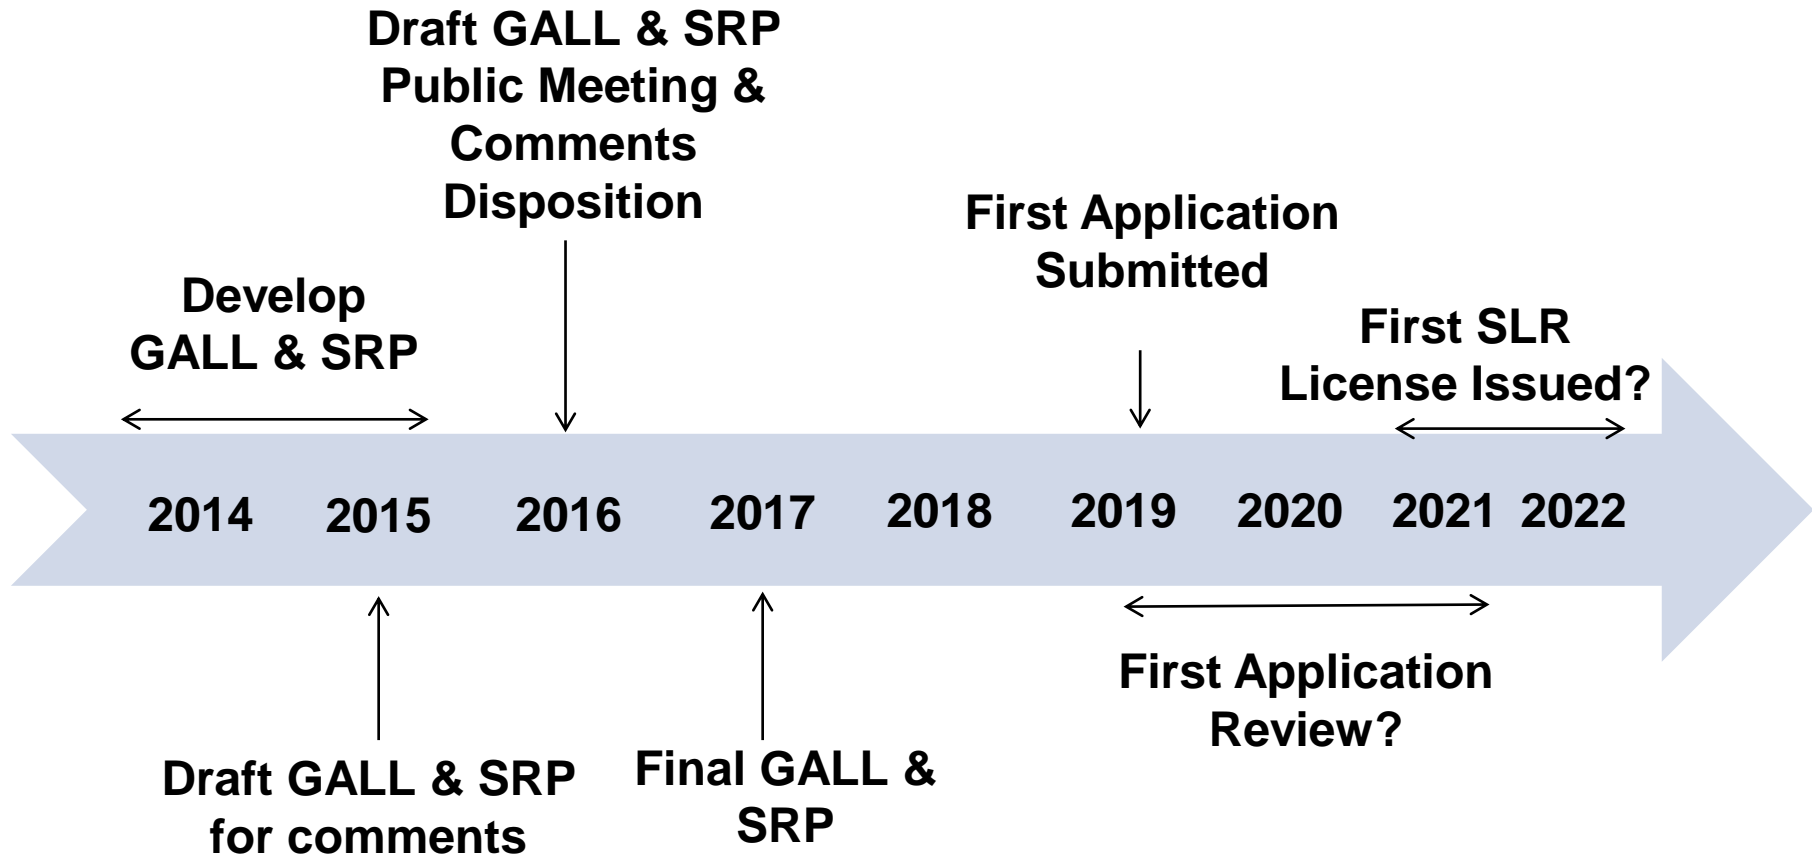 Draft GALL & SRP
Public Meeting &
Comments
Disposition
First Application
Submitted
Develop
GALL & SRP
First SLR
License Issued?
2014 2015 2016 2017 2018 2019 2020 2021 2022
First Application
Review?
Draft GALL & SRP
for comments
Final GALL &
SRP